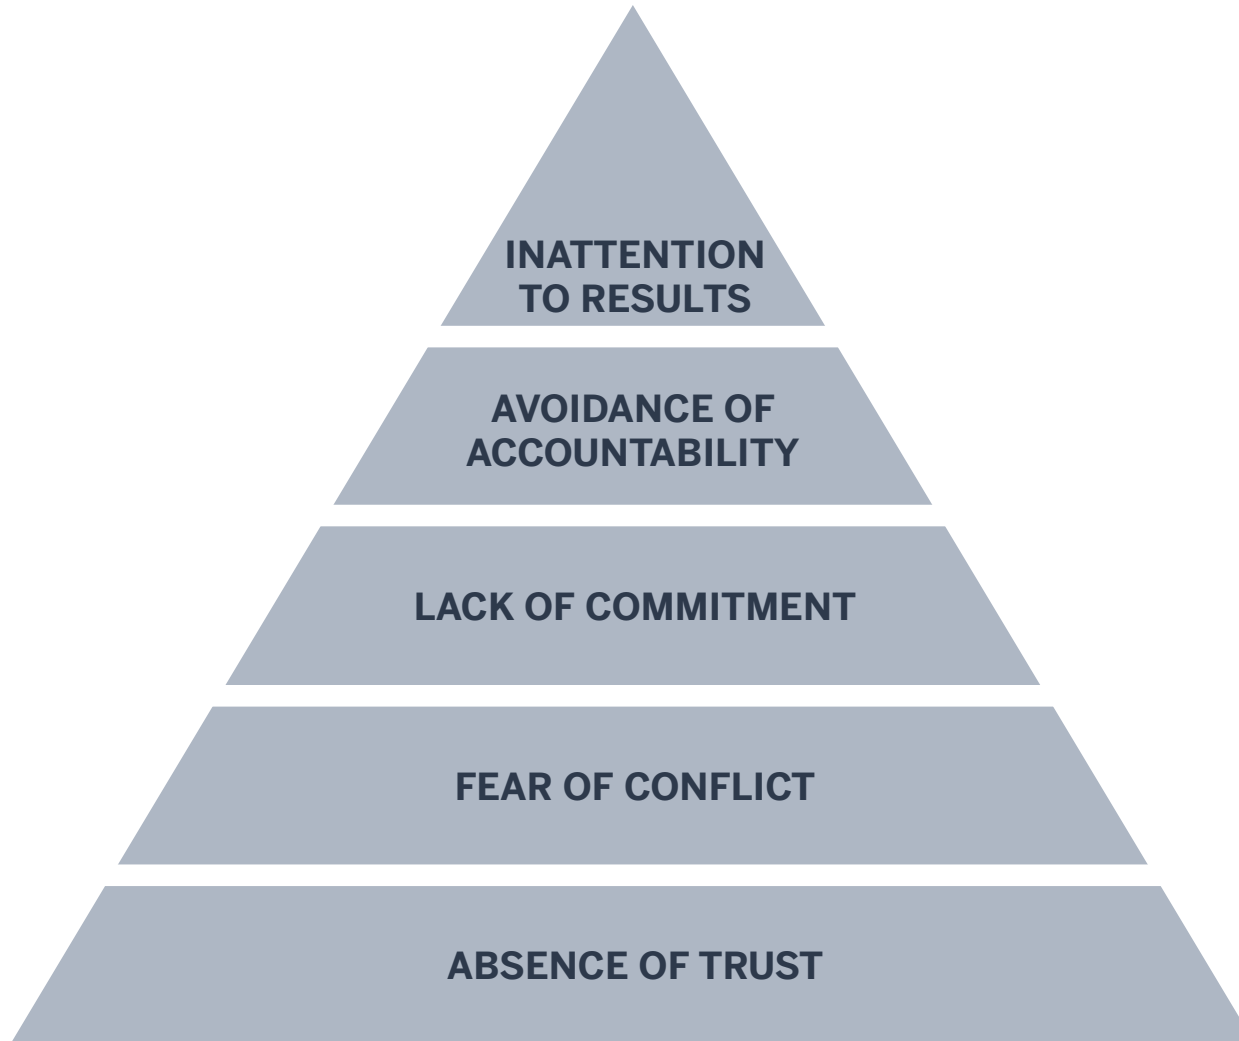 INATTENTION
TO RESULTS
AVOIDANCE OF
ACCOUNTABILITY
LACK OF COMMITMENT
FEAR OF CONFLICT
ABSENCE OF TRUST